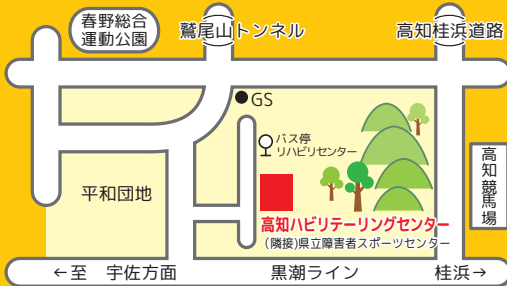 春野総合
運動公園
鷲尾山トンネル
高知桂浜道路
GS
バス停
リハビリセンター
平和団地
高知競馬場
高知ハビリテーリングセンター
(隣接)県立障害者スポーツセンター
←至 宇佐方面
黒潮ライン
桂浜→